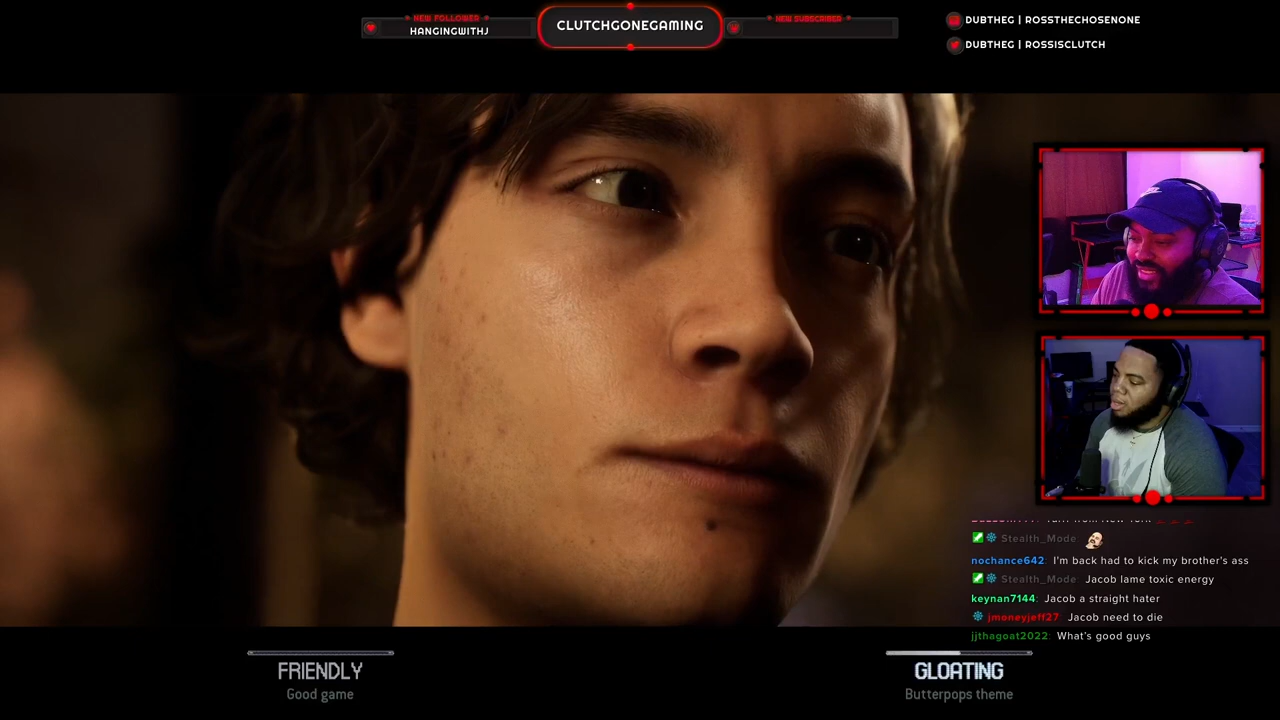 NEW FOLLOWER
HANGINGWITHJ
CLUTCHGONEGAMING
NEW SUBSCRIBER
DUBTHEG | ROSSTHECHOSENONE
DUBTHEG | ROSSISCLUTCH
Stealth_Mode
nochance642: I'm back had to kick my brother's ass
Stealth_Mode: Jacob lame toxic energy
keynan7144: Jacob a straight hater
jmoneyjeff27 Jacob need to die
jjthagoat2022: What's good guys
FRIENDLY
Good game
GLOATING
Butterpops theme